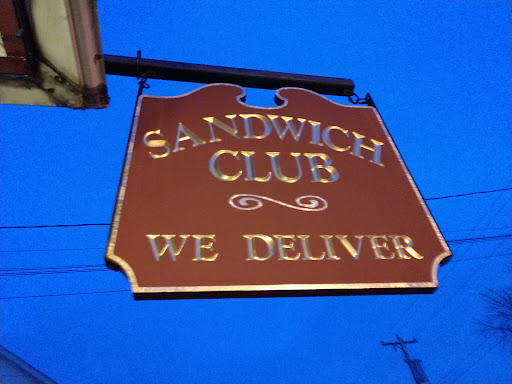 SANDWICH
CLUB
WE DELIVER